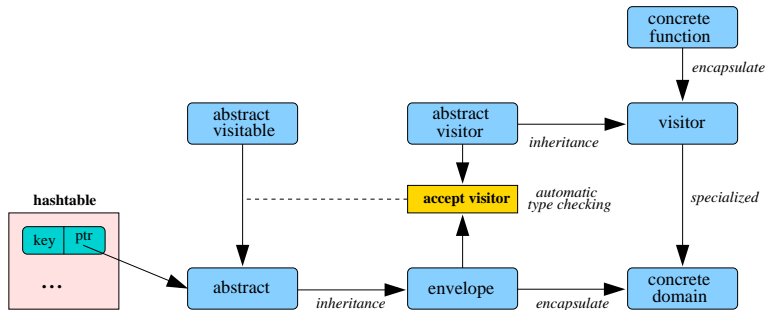 concrete
function
encapsulate
abstract
visitable
abstract
visitor
inheritance
visitor
hashtable
accept visitor
automatic
type checking
specialized
key
ptr
...
abstract
inheritance
envelope
encapsulate
concrete
domain